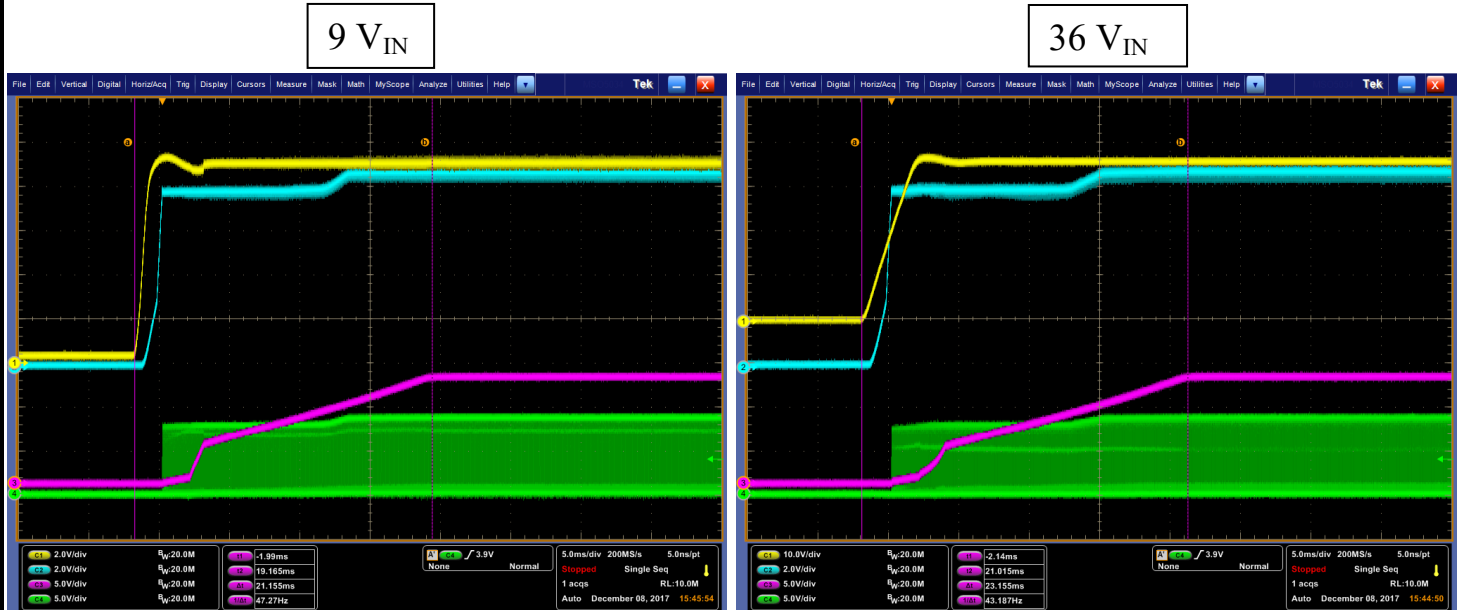 9 VIN
36 VIN
File Edit Vertical Digital Horiz/Acq Trig Display Cursors Measure Mask Math MyScope Analyze Utilities Help Tek X
a b
1
3
4
C1 2.0V/div BW:20.0M
C2 2.0V/div BW:20.0M
C3 5.0V/div BW:20.0M
C4 5.0V/div BW:20.0M
t1 -1.99ms
t2 19.165ms
Δt 21.155ms
1/Δt 47.27Hz
A' C4 3.9V
None Normal
5.0ms/div 200MS/s 5.0ns/pt
Stopped Single Seq
1 acqs RL:10.0M
Auto December 08, 2017 15:45:54
File Edit Vertical Digital Horiz/Acq Trig Display Cursors Measure Mask Math MyScope Analyze Utilities Help Tek X
a b
1
2
3
4
C1 10.0V/div BW:20.0M
C2 2.0V/div BW:20.0M
C3 5.0V/div BW:20.0M
C4 5.0V/div BW:20.0M
t1 -2.14ms
t2 21.015ms
Δt 23.155ms
1/Δt 43.187Hz
A' C4 3.9V
None Normal
5.0ms/div 200MS/s 5.0ns/pt
Stopped Single Seq
1 acqs RL:10.0M
Auto December 08, 2017 15:44:50